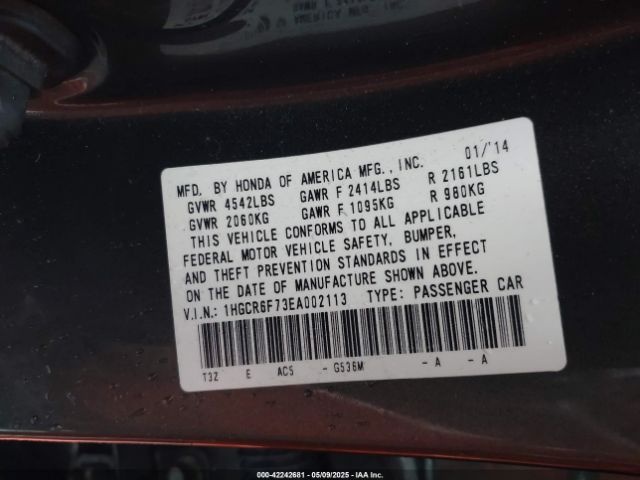 MFD. BY HONDA OF AMERICA MFG., INC. 01/'14
GVWR 4542LBS GAWR F 2414LBS R 2161LBS
GVWR 2060KG GAWR F 1095KG R 980KG
THIS VEHICLE CONFORMS TO ALL APPLICABLE
FEDERAL MOTOR VEHICLE SAFETY, BUMPER,
AND THEFT PREVENTION STANDARDS IN EFFECT
ON THE DATE OF MANUFACTURE SHOWN ABOVE.
V.I.N.: 1HGCR6F73EA002113 TYPE: PASSENGER CAR
T3Z E AC5 - G536M - A - A
000-42242681 - 05/09/2025 - IAA Inc.